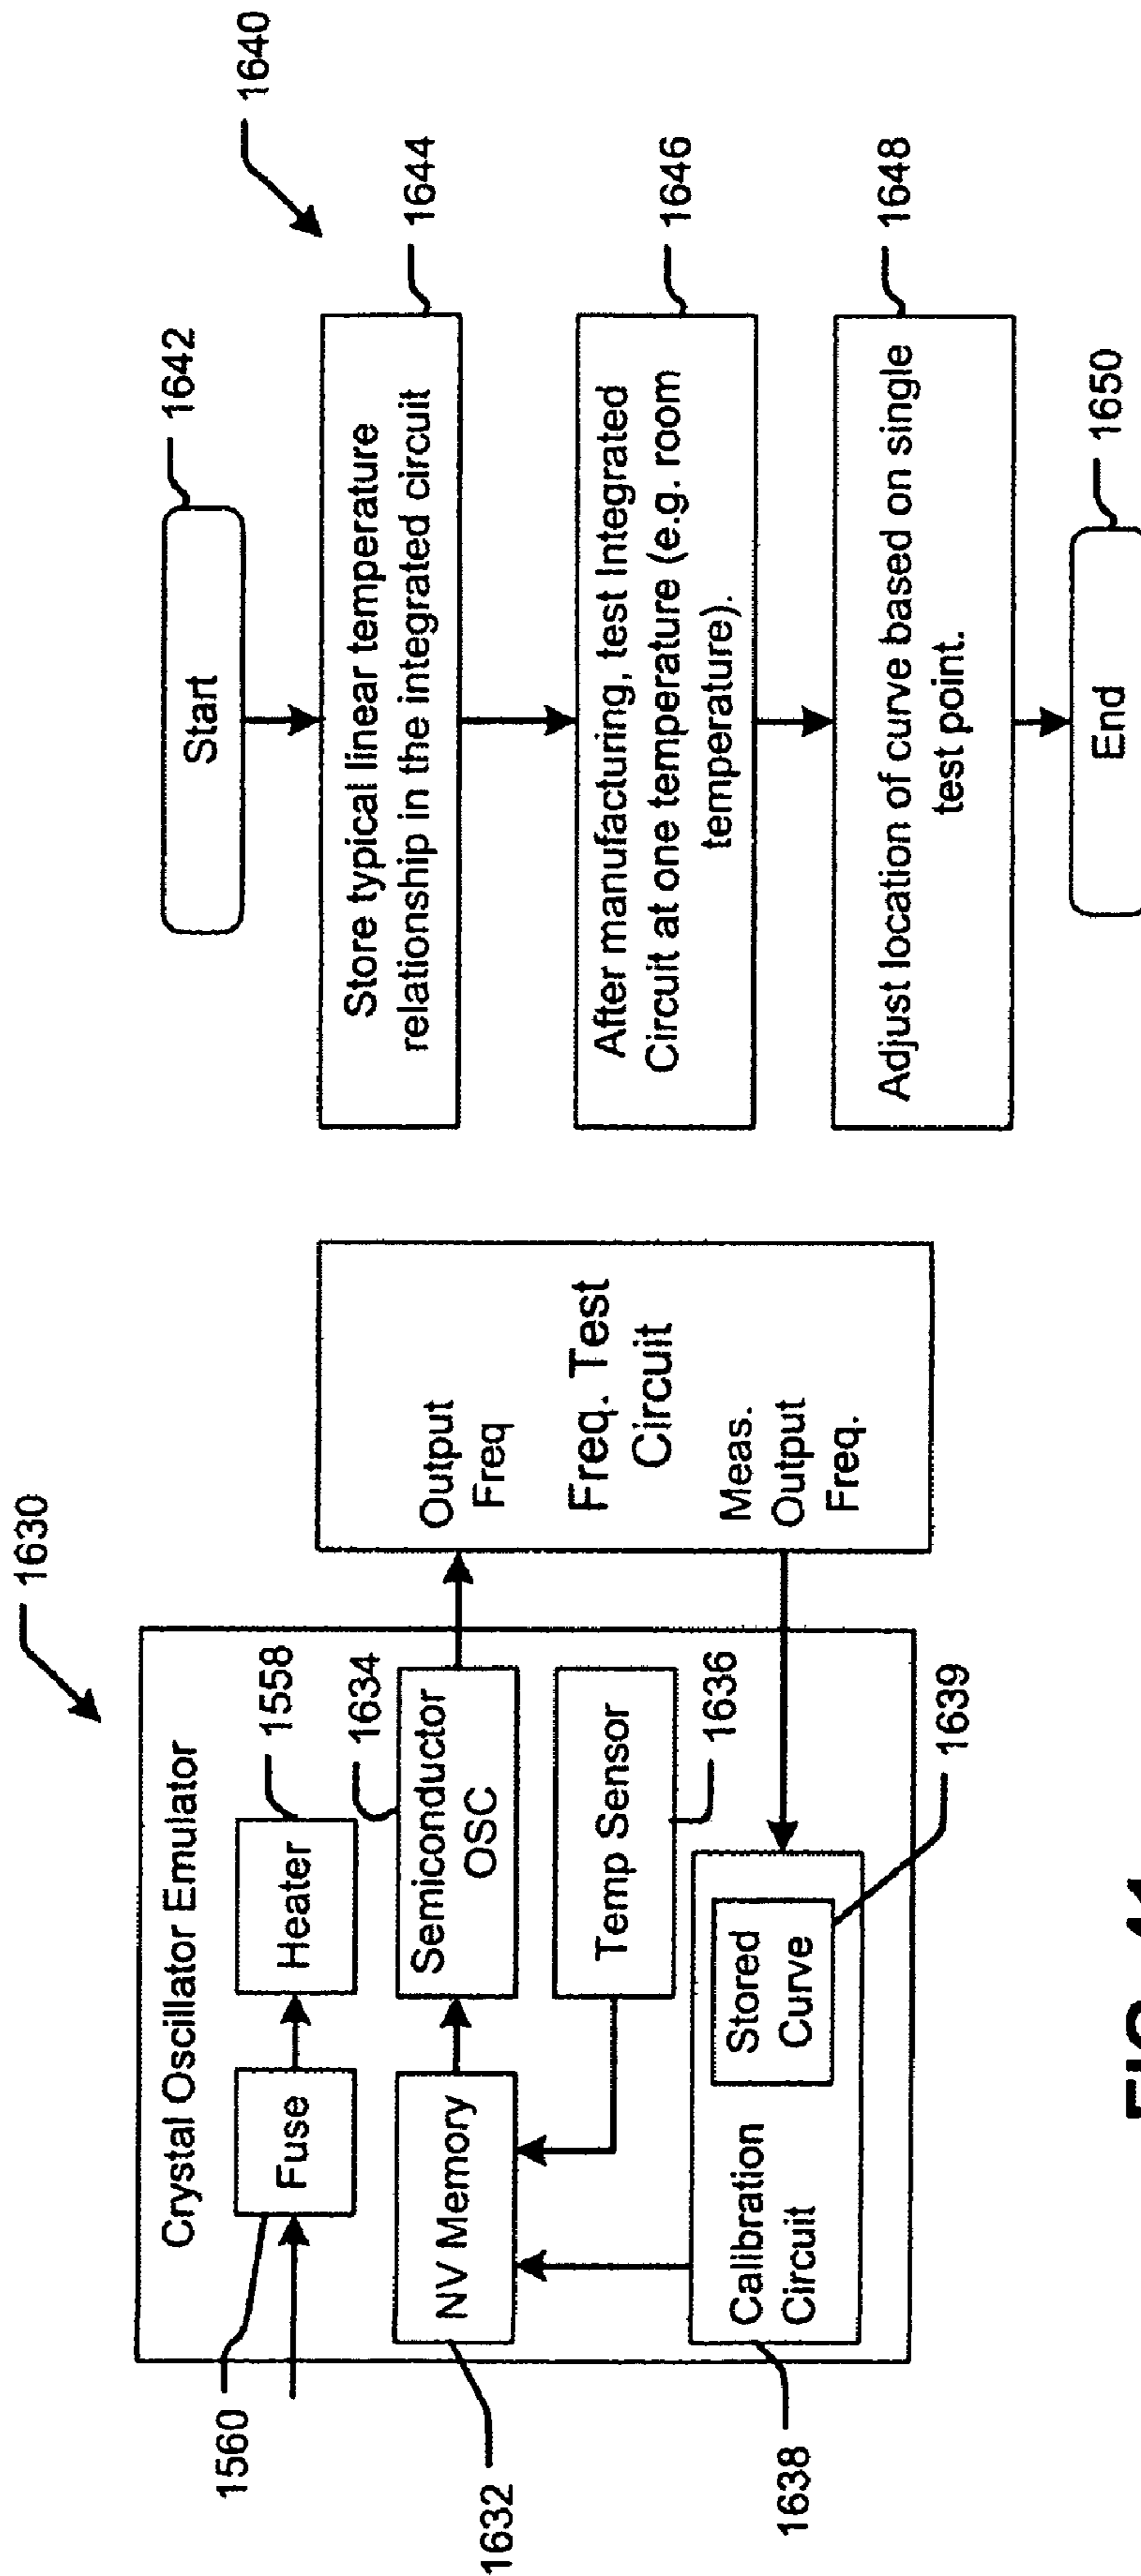 1630
Crystal Oscillator Emulator
1560
Fuse
Heater
1558
1634
NV Memory
Semiconductor
OSC
1632
Temp Sensor
1636
Calibration
Circuit
Stored
Curve
1638
1639
Output
Freq
Freq. Test
Circuit
Meas.
Output
Freq.
1640
Start
1642
Store typical linear temperature
relationship in the integrated circuit
1644
After manufacturing, test Integrated
Circuit at one temperature (e.g. room
temperature).
1646
Adjust location of curve based on single
test point.
1648
End
1650